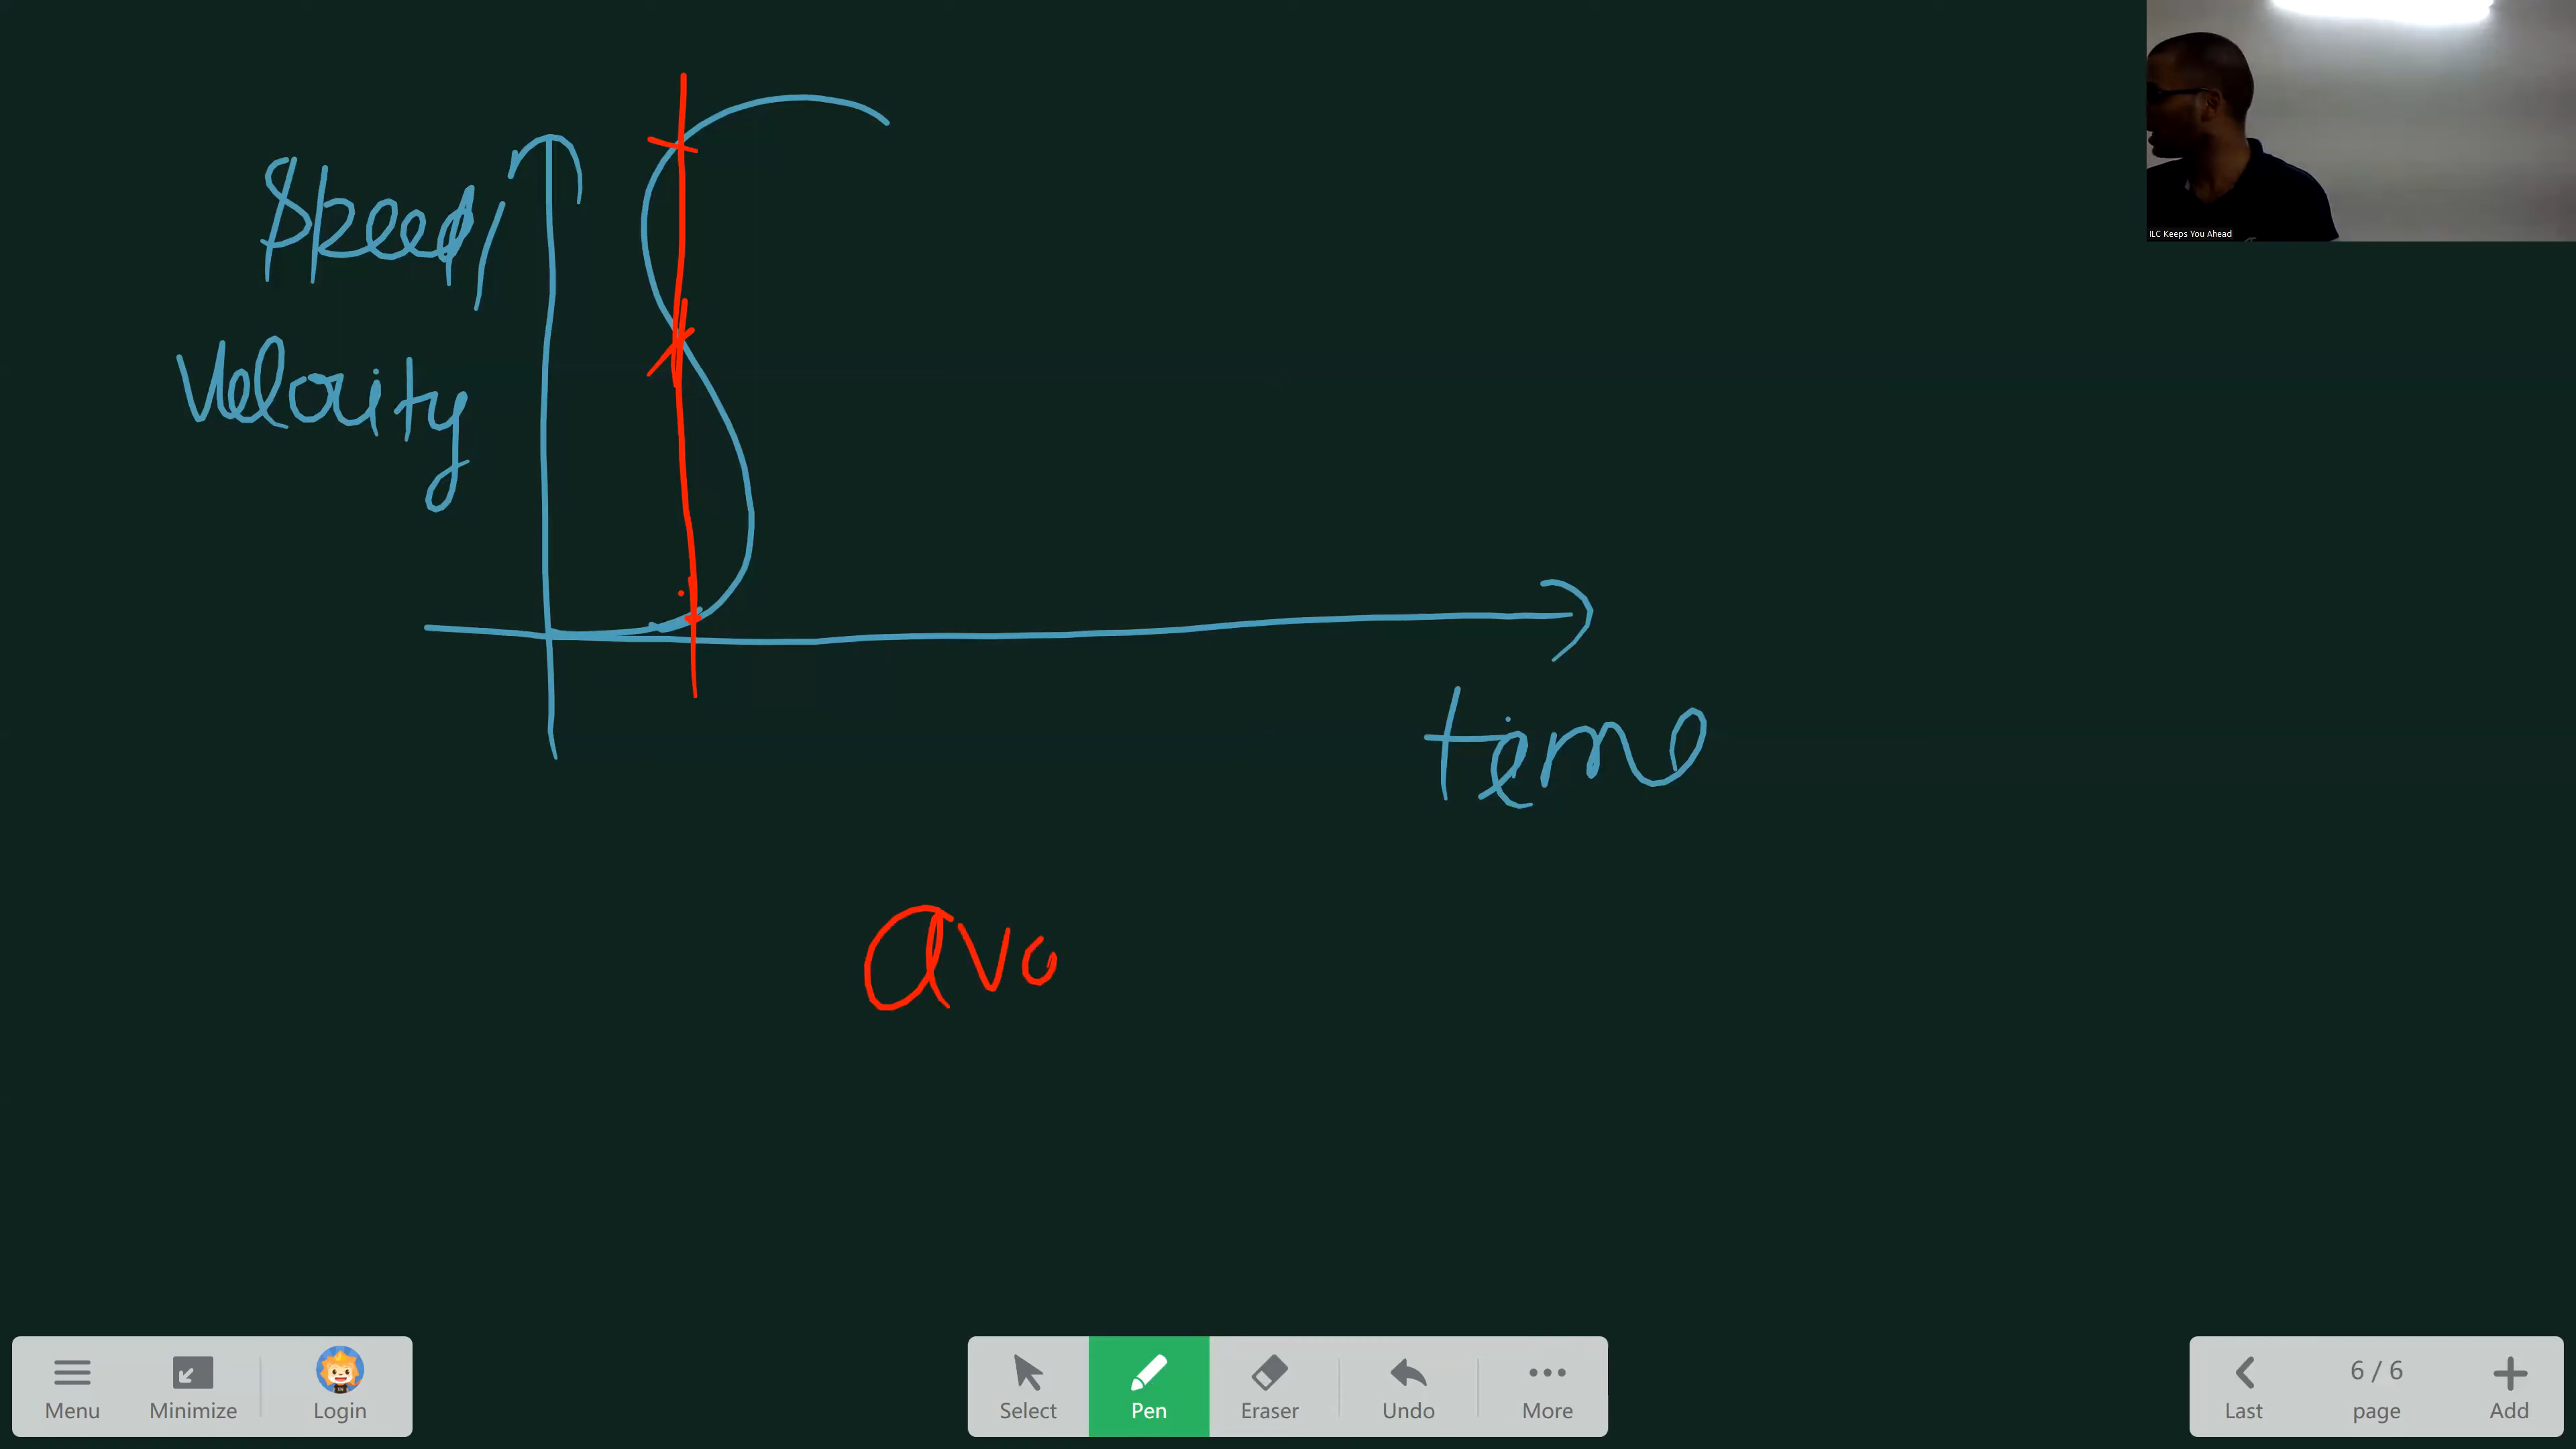 Speed,
Velocity
time
avo
ILC Keeps You Ahead
Menu
Minimize
Login
Select
Pen
Eraser
Undo
More
Last
6 / 6
page
Add